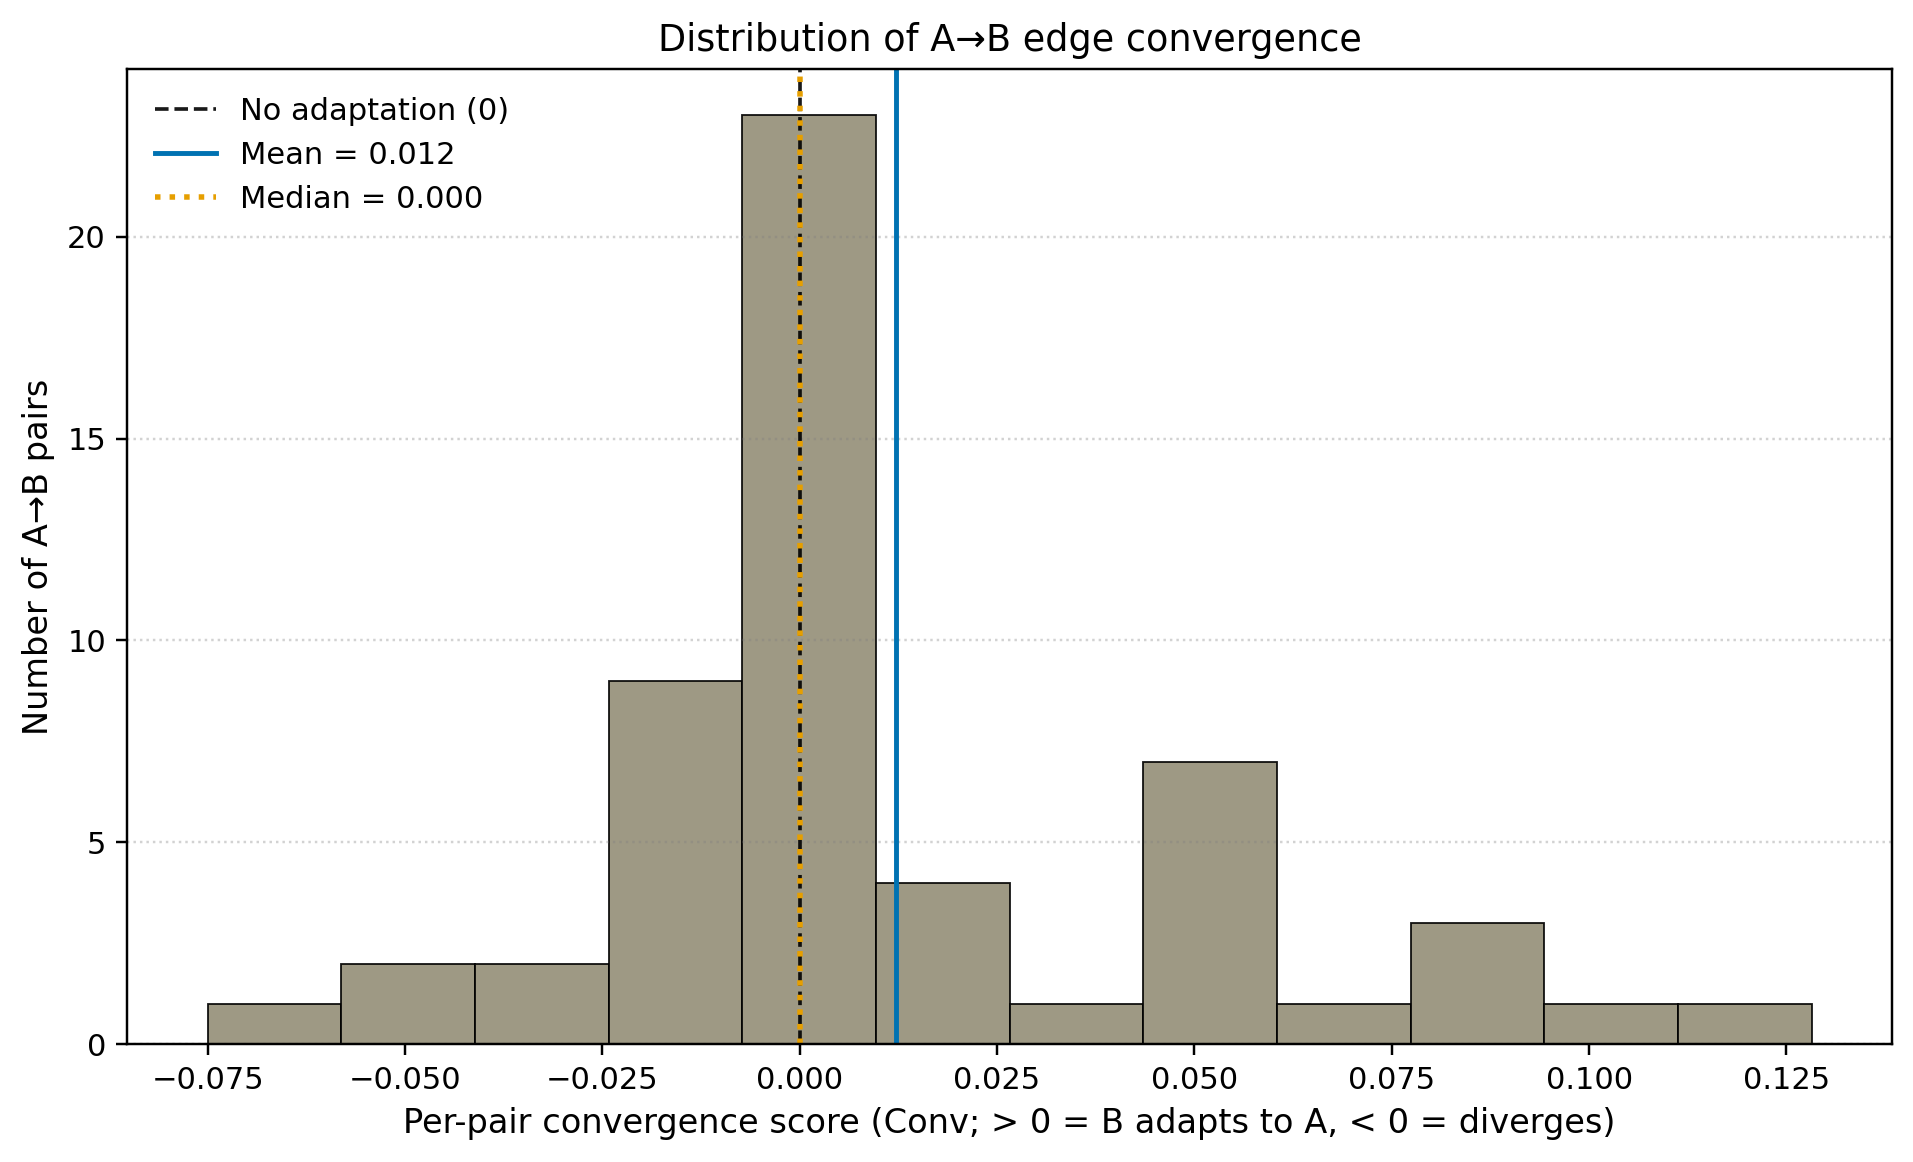 Distribution of A→B edge convergence
No adaptation (0)
Mean = 0.012
Median = 0.000
Number of A→B pairs
20
15
10
5
0
−0.075 −0.050 −0.025 0.000 0.025 0.050 0.075 0.100 0.125
Per-pair convergence score (Conv; > 0 = B adapts to A, < 0 = diverges)